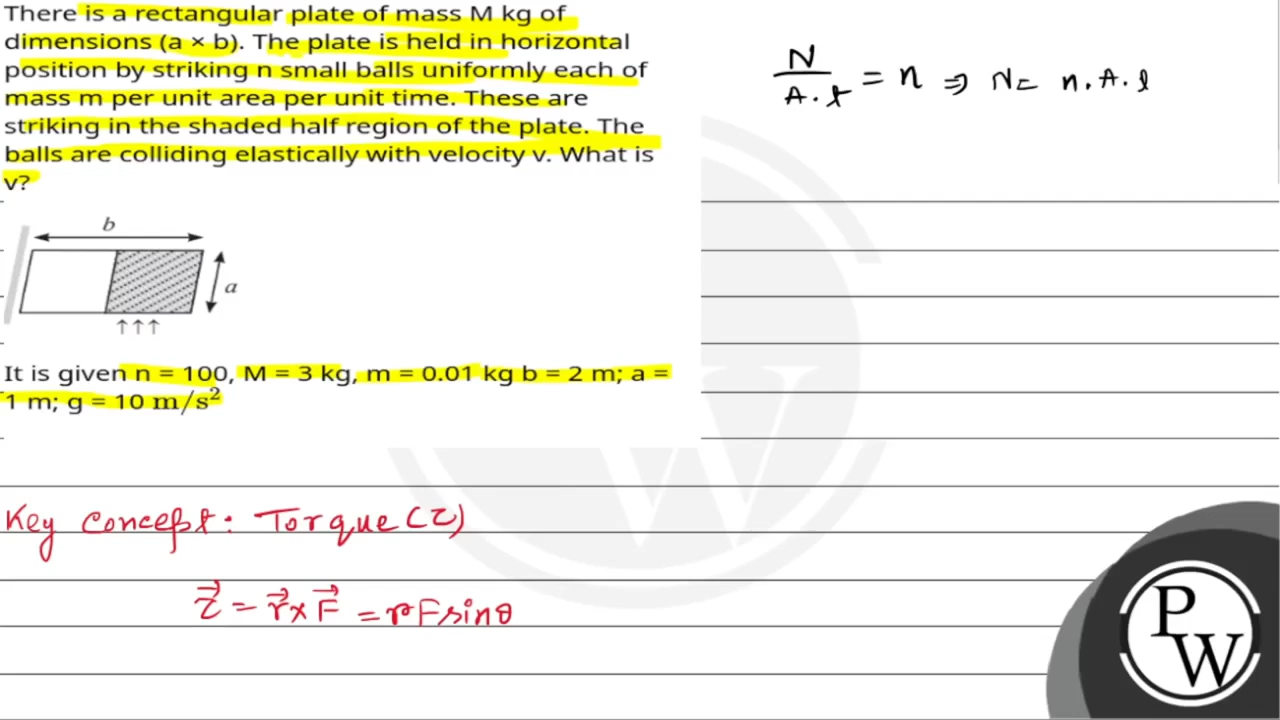 There is a rectangular plate of mass M kg of
dimensions (a × b). The plate is held in horizontal
position by striking n small balls uniformly each of
mass m per unit area per unit time. These are
striking in the shaded half region of the plate. The
balls are colliding elastically with velocity v. What is
v?
b
a
↑↑↑
It is given n = 100, M = 3 kg, m = 0.01 kg b = 2 m; a =
1 m; g = 10 m/s²
N/A.t = n ⇒ N= n.A.t
Key Concept: Torque (τ)
τ⃗ = r⃗ × F⃗ = rFsinθ
P
W